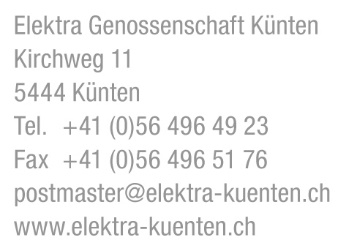 Elektra Genossenschaft Künten
Kirchweg 11
5444 Künten
Tel. +41 (0)56 496 49 23
Fax +41 (0)56 496 51 76
postmaster@elektra-kuenten.ch
www.elektra-kuenten.ch